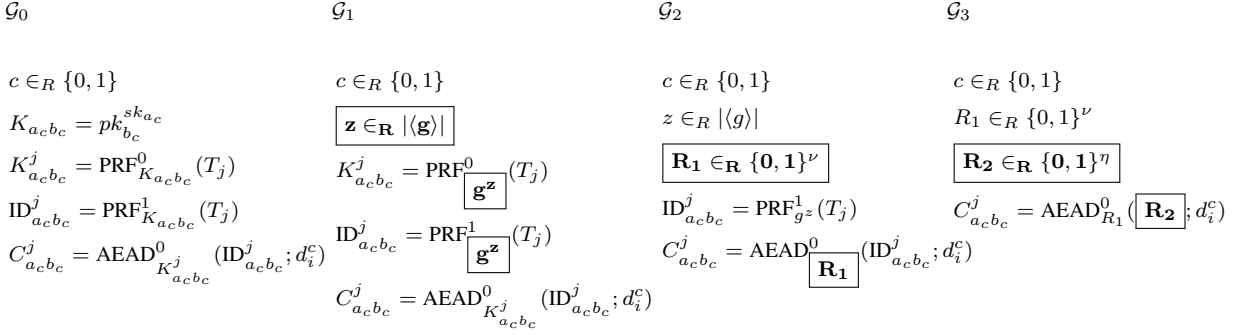 𝒢₀
c ∈_R {0, 1}
K_{a_c b_c} = pk_{b_c}^{sk_{a_c}}
K^j_{a_c b_c} = PRF^0_{K_{a_c b_c}}(T_j)
ID^j_{a_c b_c} = PRF^1_{K_{a_c b_c}}(T_j)
C^j_{a_c b_c} = AEAD^0_{K^j_{a_c b_c}}(ID^j_{a_c b_c}; d^c_i)
𝒢₁
c ∈_R {0, 1}
z ∈_R |⟨g⟩|
K^j_{a_c b_c} = PRF^0_{g^z}(T_j)
ID^j_{a_c b_c} = PRF^1_{g^z}(T_j)
C^j_{a_c b_c} = AEAD^0_{K^j_{a_c b_c}}(ID^j_{a_c b_c}; d^c_i)
𝒢₂
c ∈_R {0, 1}
z ∈_R |⟨g⟩|
R_1 ∈_R {0, 1}^ν
ID^j_{a_c b_c} = PRF^1_{g^z}(T_j)
C^j_{a_c b_c} = AEAD^0_{R_1}(ID^j_{a_c b_c}; d^c_i)
𝒢₃
c ∈_R {0, 1}
R_1 ∈_R {0, 1}^ν
R_2 ∈_R {0, 1}^η
C^j_{a_c b_c} = AEAD^0_{R_1}(R_2; d^c_i)